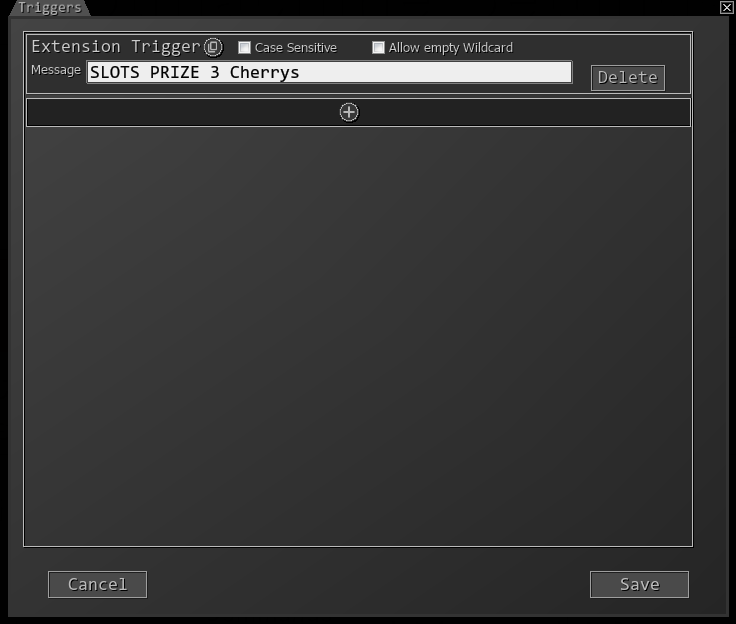 Triggers
Extension Trigger Case Sensitive Allow empty Wildcard
Message SLOTS PRIZE 3 Cherrys
Delete
Cancel Save